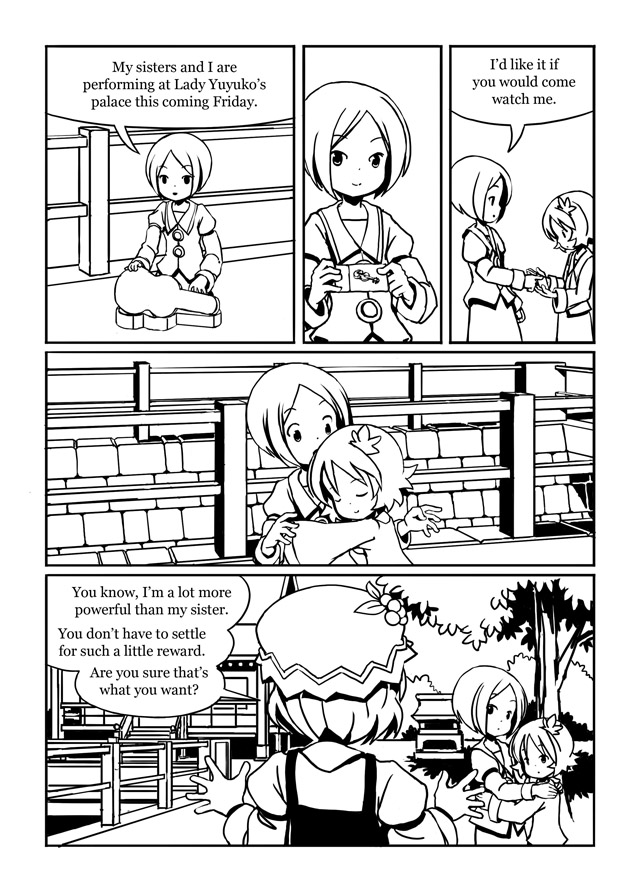 My sisters and I are
performing at Lady Yuyuko's
palace this coming Friday.
I'd like it if
you would come
watch me.
You know, I'm a lot more
powerful than my sister.
You don't have to settle
for such a little reward.
Are you sure that's
what you want?